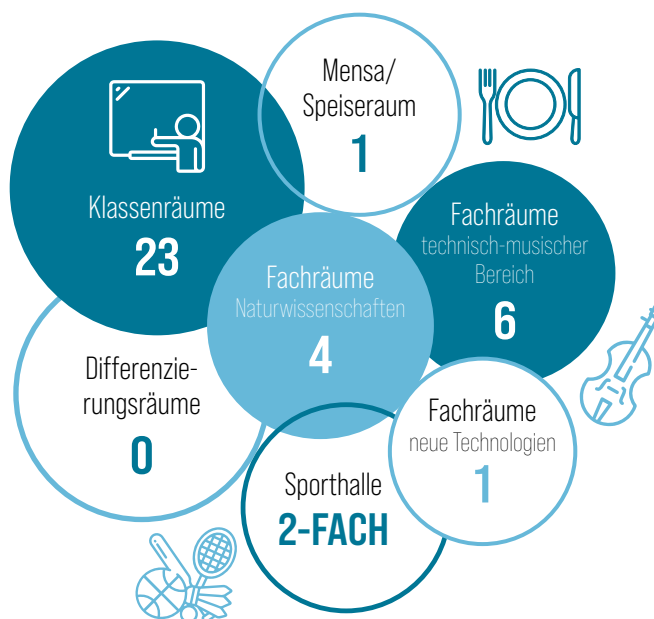 Mensa/
Speiseraum
1
Klassenräume
23
Fachräume
technisch-musischer
Bereich
6
Fachräume
Naturwissenschaften
4
Differenzie-
rungsräume
0
Fachräume
neue Technologien
1
Sporthalle
2-FACH